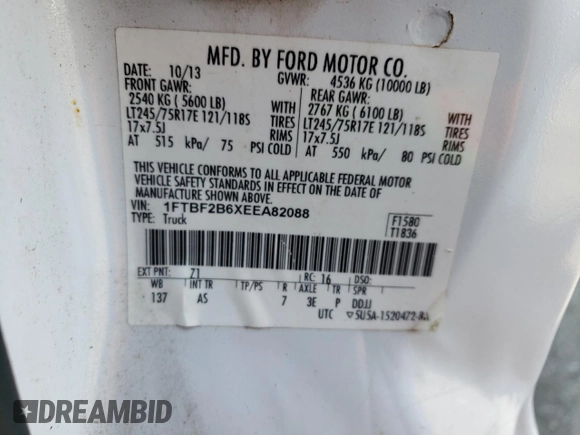 MFD. BY FORD MOTOR CO.
DATE: 10/13 GVWR: 4536 KG (10000 LB)
FRONT GAWR: REAR GAWR:
2540 KG ( 5600 LB) WITH 2767 KG ( 6100 LB) WITH
LT245/75R17E 121/118S TIRES LT245/75R17E 121/118S TIRES
17x7.5J RIMS 17x7.5J RIMS
AT 515 kPa/ 75 PSI COLD AT 550 kPa/ 80 PSI COLD
THIS VEHICLE CONFORMS TO ALL APPLICABLE FEDERAL MOTOR
VEHICLE SAFETY STANDARDS IN EFFECT ON THE DATE OF
MANUFACTURE SHOWN ABOVE.
VIN: 1FTBF2B6XEEA82088 F1580
TYPE: Truck T1836
EXT PNT: Z1 RC: 16 DSO:
WB INT TR TP/PS R AXLE TR SPR
137 AS 7 3E P DDJJ
UTC ▽5U5A-1520472-
DREAMBID